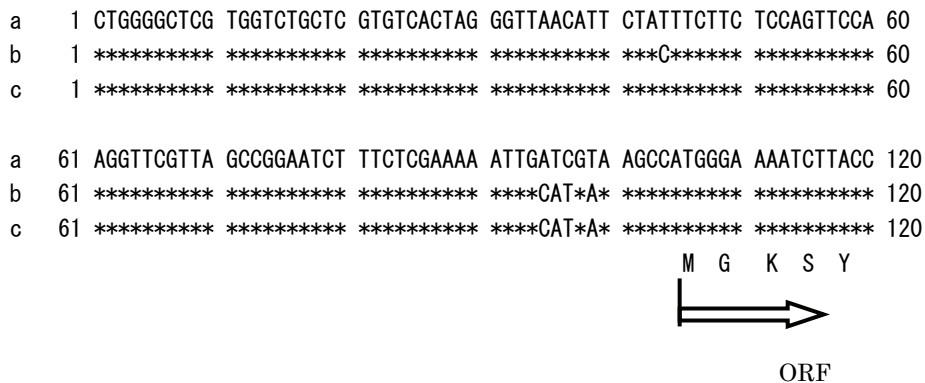 a 1 CTGGGGCTCG TGGTCTGCTC GTGTCACTAG GGTTAACATT CTATTTCTTC TCCAGTTCCA 60
b 1 ********** ********** ********** ********** ***C****** ********** 60
c 1 ********** ********** ********** ********** ********** ********** 60
a 61 AGGTTCGTTA GCCGGAATCT TTCTCGAAAA ATTGATCGTA AGCCATGGGA AAATCTTACC 120
b 61 ********** ********** ********** ****CAT*A* ********** ********** 120
c 61 ********** ********** ********** ****CAT*A* ********** ********** 120
M G K S Y
ORF